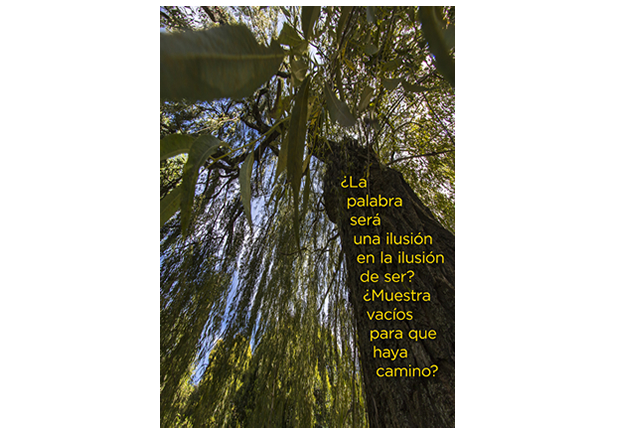 ¿La
palabra
será
una ilusión
en la ilusión
de ser?
¿Muestra
vacíos
para que
haya
camino?